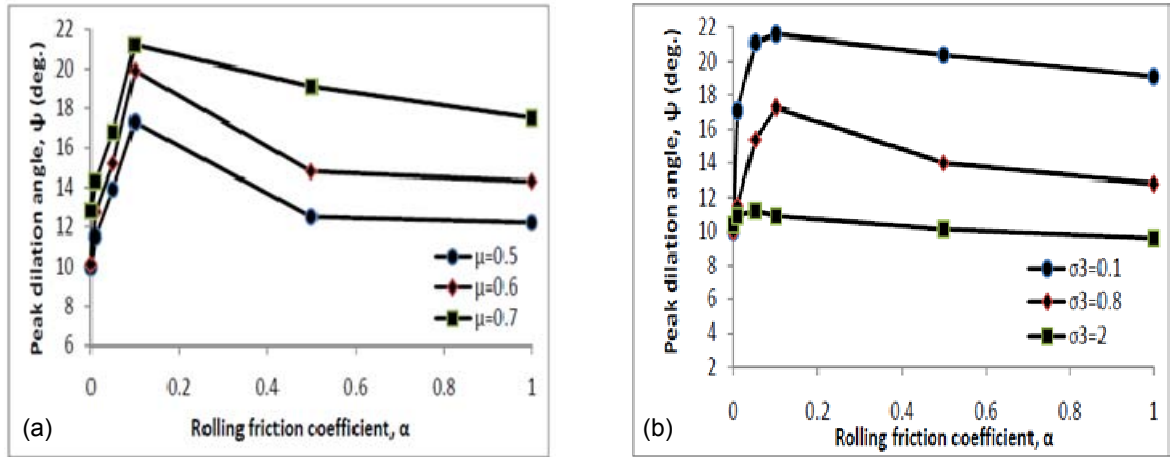 Peak dilation angle, Ψ (deg.)
22
20
18
16
14
12
10
8
6
0
0.2
0.4
0.6
0.8
1
μ=0.5
μ=0.6
μ=0.7
Rolling friction coefficient, α
(a)
Peak dilation angle, Ψ (deg.)
22
20
18
16
14
12
10
8
6
4
2
0
0.2
0.4
0.6
0.8
1
σ3=0.1
σ3=0.8
σ3=2
Rolling friction coefficient, α
(b)